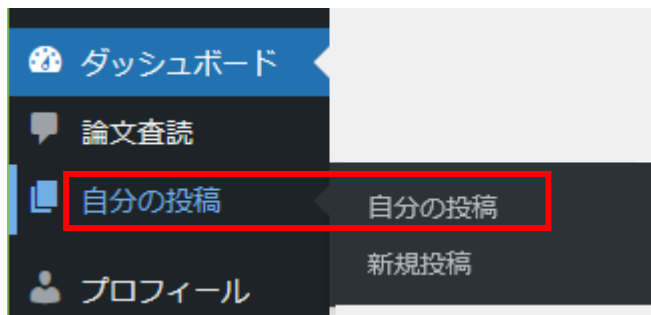 ダッシュボード
論文査読
自分の投稿
自分の投稿
新規投稿
プロフィール